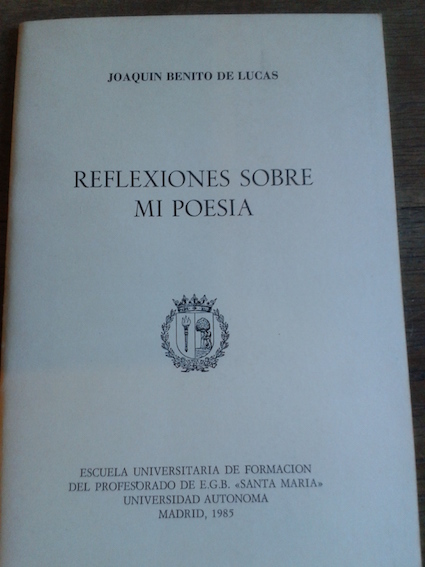 JOAQUIN BENITO DE LUCAS
REFLEXIONES SOBRE
MI POESIA
ESCUELA UNIVERSITARIA DE FORMACION
DEL PROFESORADO DE E.G.B. «SANTA MARIA»
UNIVERSIDAD AUTONOMA
MADRID, 1985